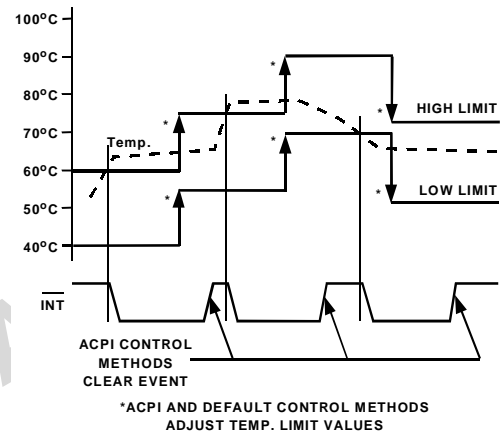 100°C
90°C
*
80°C
HIGH LIMIT
*
*
70°C
Temp.
*
60°C
LOW LIMIT
50°C
*
*
40°C
INT
ACPI CONTROL
METHODS
CLEAR EVENT
*ACPI AND DEFAULT CONTROL METHODS
ADJUST TEMP. LIMIT VALUES